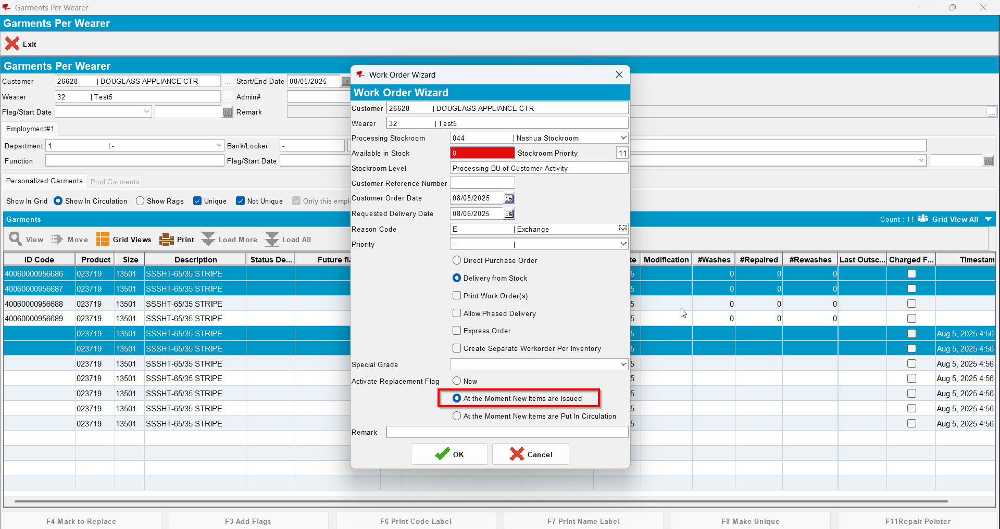 Garments Per Wearer
Garments Per Wearer
Exit
Garments Per Wearer
Customer 26628 | DOUGLASS APPLIANCE CTR ... Start/End Date 08/05/2025 16
Wearer 32 | Test5 ... Admin#
Flag/Start Date 16 Remark ...
Employment#1
Department 1 | - Bank/Locker -
Function Flag/Start Date 16
Personalized Garments Pool Garments
Show In Grid Show In Circulation Show Rags Unique Not Unique Only this empl
Garments Count : 11 Grid View All
View Move Grid Views Print Load More Load All
ID Code Product Size Description Status De... Future fla te Modification #Washes #Repaired #Rewashes Last Outsc... Charged F... Timestam
40060000956686 023719 13501 SSSHT-65/35 STRIPE 5 0 0 0
40060000956687 023719 13501 SSSHT-65/35 STRIPE 5 0 0 0
40060000956688 023719 13501 SSSHT-65/35 STRIPE 5 0 0 0
40060000956689 023719 13501 SSSHT-65/35 STRIPE 5 0 0 0
023719 13501 SSSHT-65/35 STRIPE 5 Aug 5, 2025 4:56
023719 13501 SSSHT-65/35 STRIPE 5 Aug 5, 2025 4:56
023719 13501 SSSHT-65/35 STRIPE 5 Aug 5, 2025 4:56
023719 13501 SSSHT-65/35 STRIPE 5 Aug 5, 2025 4:56
023719 13501 SSSHT-65/35 STRIPE 5 Aug 5, 2025 4:56
023719 13501 SSSHT-65/35 STRIPE 5 Aug 5, 2025 4:56
023719 13501 SSSHT-65/35 STRIPE 5 Aug 5, 2025 4:56
Work Order Wizard
Work Order Wizard
Customer 26628 | DOUGLASS APPLIANCE CTR
Wearer 32 | Test5
Processing Stockroom 044 | Nashua Stockroom
Available in Stock 0 Stockroom Priority 11
Stockroom Level Processing BU of Customer Activity
Customer Reference Number
Customer Order Date 08/05/2025 16
Requested Delivery Date 08/06/2025 16
Reason Code E | Exchange
Priority - |
Direct Purchase Order
Delivery from Stock
Print Work Order(s)
Allow Phased Delivery
Express Order
Create Separate Workorder Per Inventory
Special Grade
Activate Replacement Flag Now
At the Moment New Items are Issued
At the Moment New Items are Put In Circulation
Remark
OK Cancel
F4 Mark to Replace F3 Add Flags F6 Print Code Label F7 Print Name Label F8 Make Unique F11Repair Pointer